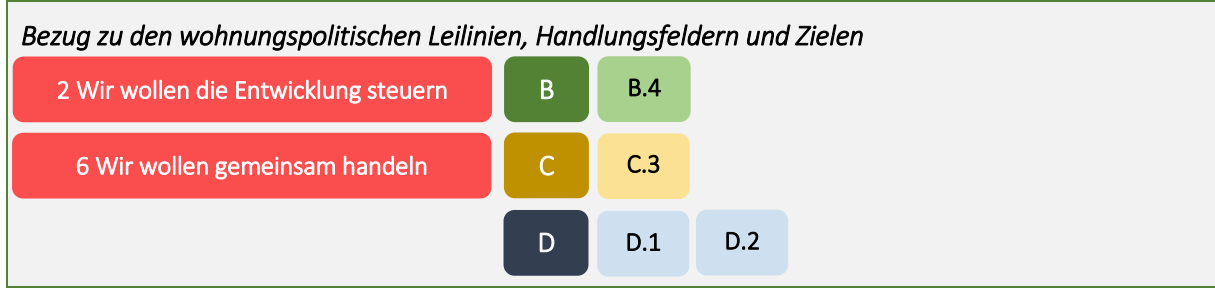 Bezug zu den wohnungspolitischen Leilinien, Handlungsfeldern und Zielen
2 Wir wollen die Entwicklung steuern B B.4
6 Wir wollen gemeinsam handeln C C.3
D D.1 D.2